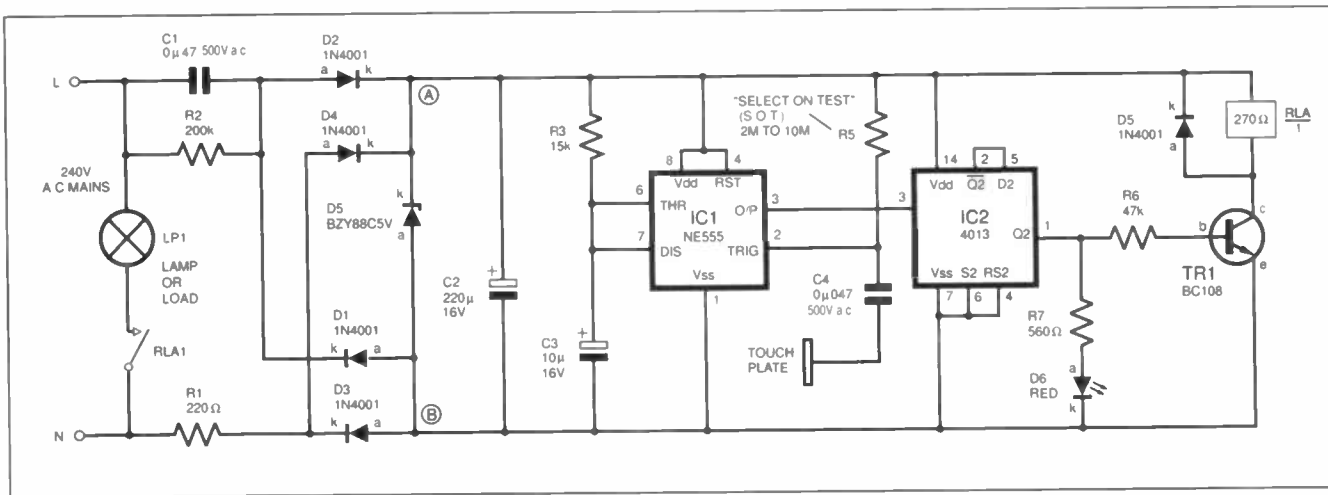 C1
0µ47 500V a c
D2
1N4001
a k
L
R2
200k
D4
1N4001
a k
A
240V
A C MAINS
LP1
LAMP
OR
LOAD
RLA1
k
D5
BZY88C5V
a
D1
1N4001
k a
D3
1N4001
k a
B
N
R1
220Ω
+
C2
220µ
16V
R3
15k
+
C3
10µ
16V
8 4
Vdd RST
6
THR
O/P
3
IC1
NE555
7
DIS
TRIG
2
Vss
1
"SELECT ON TEST"
(S O T)
2M TO 10M
R5
C4
0µ047
500V a c
TOUCH
PLATE
14 2 5
Vdd Q2 D2
3
IC2
4013
Q2
1
Vss S2 RS2
7 6 4
R6
47k
R7
560Ω
a
D6
RED
k
k
D5
1N4001
a
270Ω
RLA
1
c
b
e
TR1
BC108